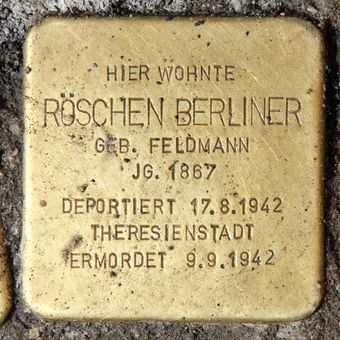 HIER WOHNTE
RÖSCHEN BERLINER
GEB. FELDMANN
JG. 1867
DEPORTIERT 17.8.1942
THERESIENSTADT
ERMORDET 9.9.1942